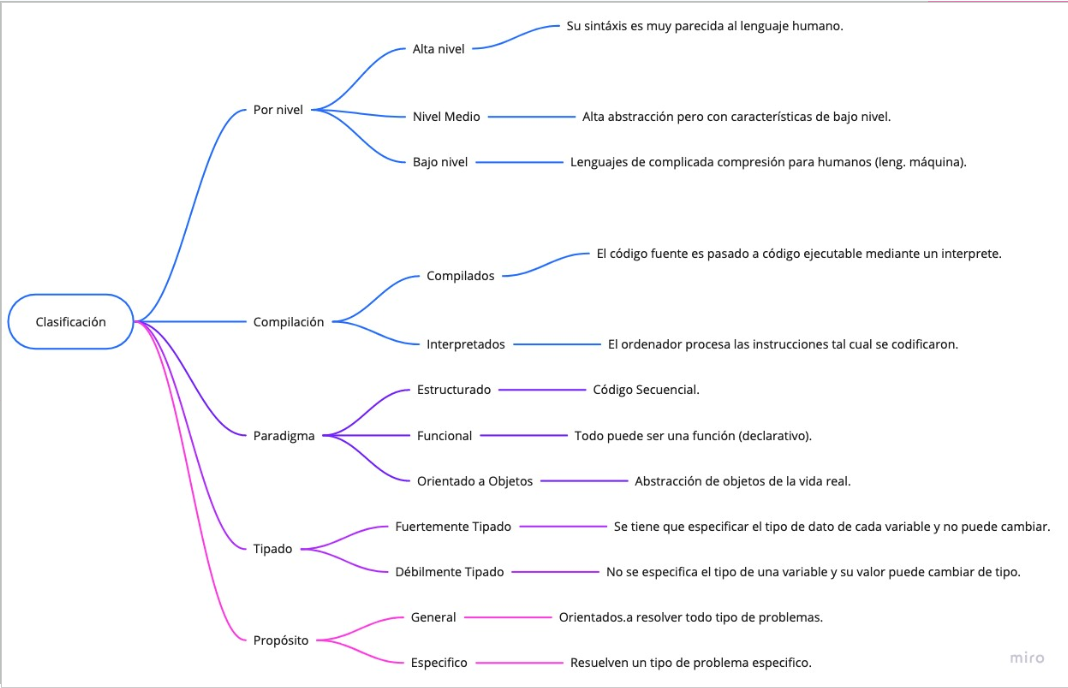 Clasificación
Por nivel
Alta nivel
Su sintáxis es muy parecida al lenguaje humano.
Nivel Medio
Alta abstracción pero con características de bajo nivel.
Bajo nivel
Lenguajes de complicada compresión para humanos (leng. máquina).
Compilación
Compilados
El código fuente es pasado a código ejecutable mediante un interprete.
Interpretados
El ordenador procesa las instrucciones tal cual se codificaron.
Paradigma
Estructurado
Código Secuencial.
Funcional
Todo puede ser una función (declarativo).
Orientado a Objetos
Abstracción de objetos de la vida real.
Tipado
Fuertemente Tipado
Se tiene que especificar el tipo de dato de cada variable y no puede cambiar.
Débilmente Tipado
No se especifica el tipo de una variable y su valor puede cambiar de tipo.
Propósito
General
Orientados.a resolver todo tipo de problemas.
Especifico
Resuelven un tipo de problema especifico.
miro